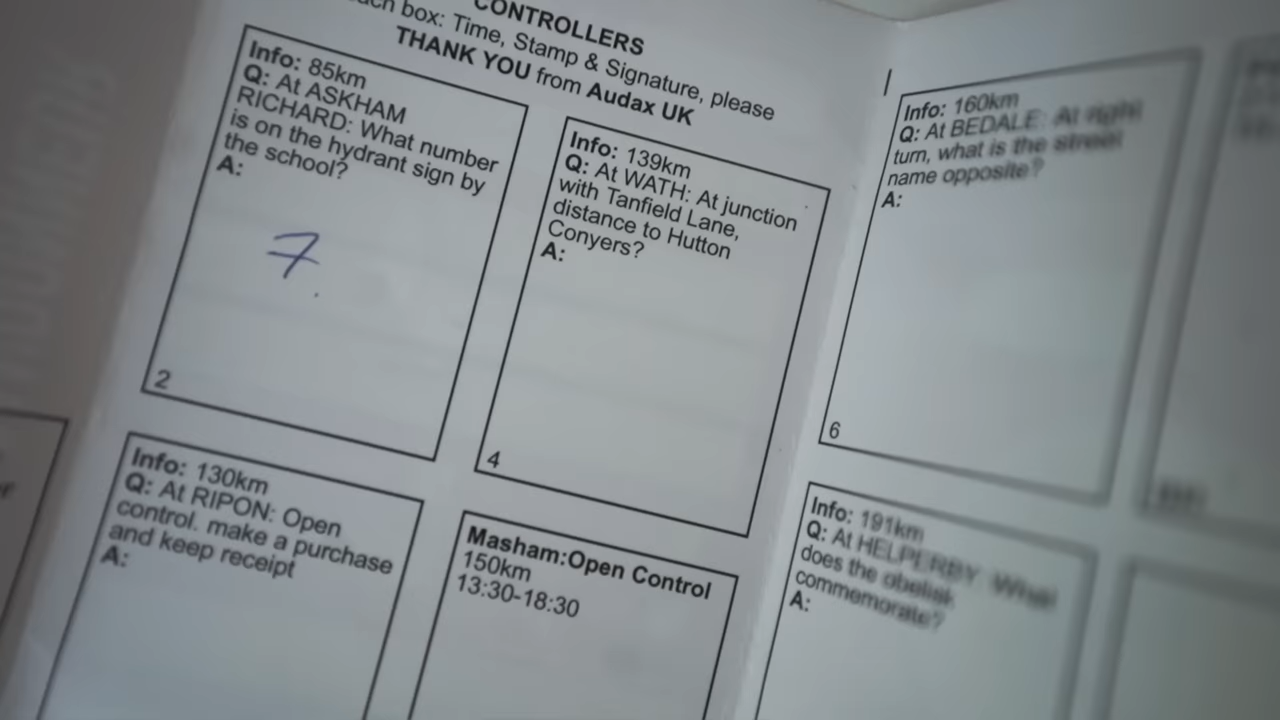 CONTROLLERS
box: Time, Stamp & Signature, please
THANK YOU from Audax UK
Info: 85km
Q: At ASKHAM
RICHARD: What number
is on the hydrant sign by
the school?
A:
7
2
Info: 139km
Q: At WATH: At junction
with Tanfield Lane,
distance to Hutton
Conyers?
A:
4
Info: 160km
Q: At BEDALE: At right
turn, what is the street
name opposite?
A:
6
Info: 130km
Q: At RIPON: Open
control. make a purchase
and keep receipt
A:
Masham:Open Control
150km
13:30-18:30
Info: 191km
Q: At HELPERBY: What
does the obelisk
commemorate?
A: